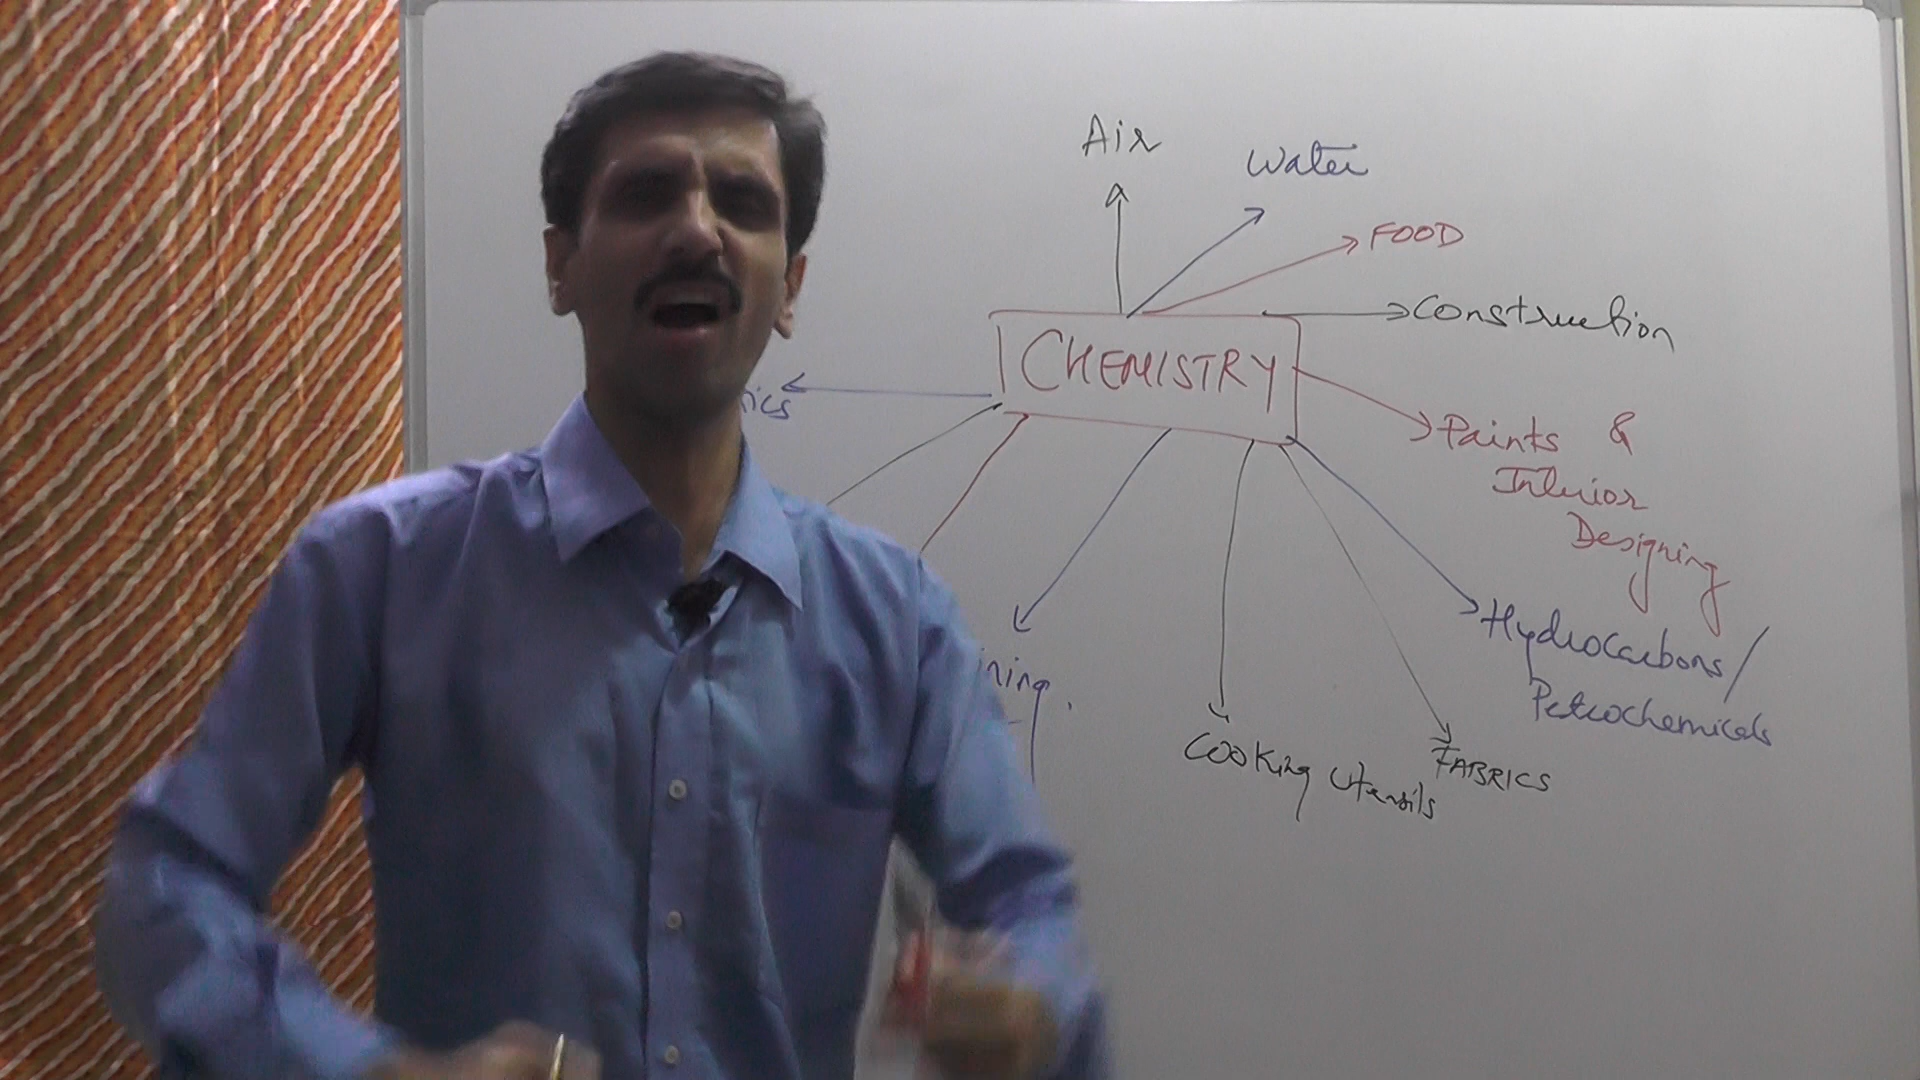 Air
Water
FOOD
Construction
CHEMISTRY
Paints &
Interior
Designing
Hydrocarbons/
Petrochemicals
Cooking Utensils
FABRICS